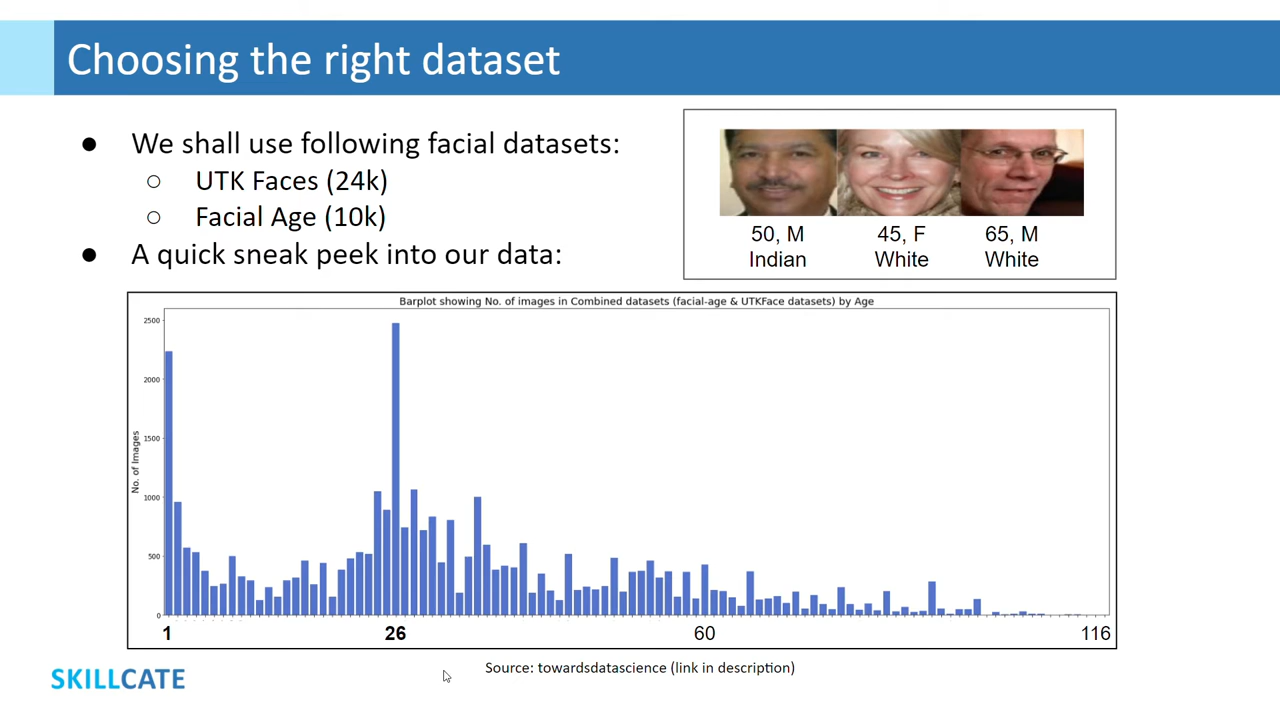 Choosing the right dataset
● We shall use following facial datasets:
○ UTK Faces (24k)
○ Facial Age (10k)
● A quick sneak peek into our data:
50, M
Indian
45, F
White
65, M
White
Barplot showing No. of images in Combined datasets (facial-age & UTKFace datasets) by Age
No. of Images
2500
2000
1500
1000
500
0
1 26 60 116
Source: towardsdatascience (link in description)
SKILLCATE